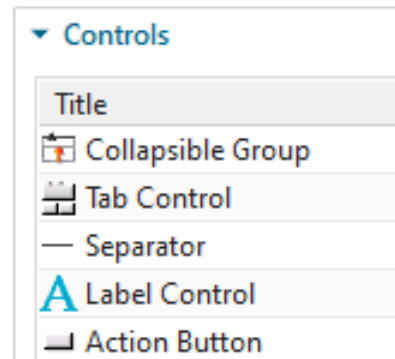 Controls
Title
Collapsible Group
Tab Control
Separator
Label Control
Action Button